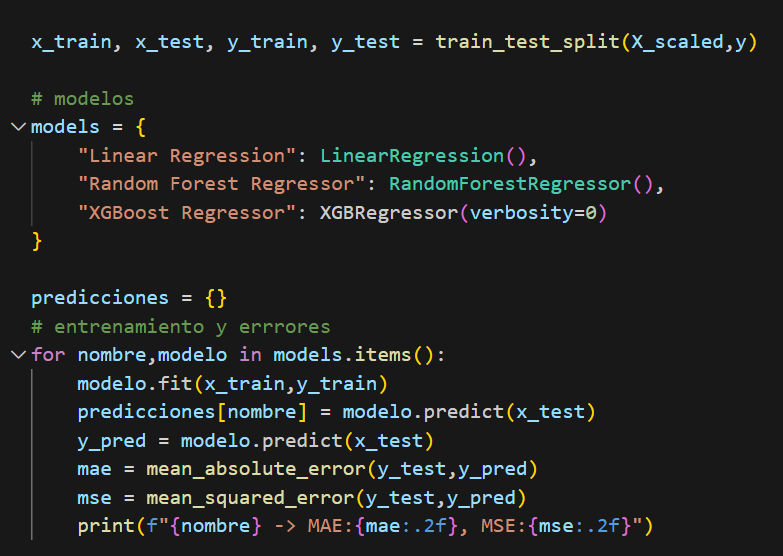 x_train, x_test, y_train, y_test = train_test_split(X_scaled,y)
# modelos
models = {
    "Linear Regression": LinearRegression(),
    "Random Forest Regressor": RandomForestRegressor(),
    "XGBoost Regressor": XGBRegressor(verbosity=0)
}
predicciones = {}
# entrenamiento y errrores
for nombre,modelo in models.items():
    modelo.fit(x_train,y_train)
    predicciones[nombre] = modelo.predict(x_test)
    y_pred = modelo.predict(x_test)
    mae = mean_absolute_error(y_test,y_pred)
    mse = mean_squared_error(y_test,y_pred)
    print(f"{nombre} -> MAE:{mae:.2f}, MSE:{mse:.2f}")